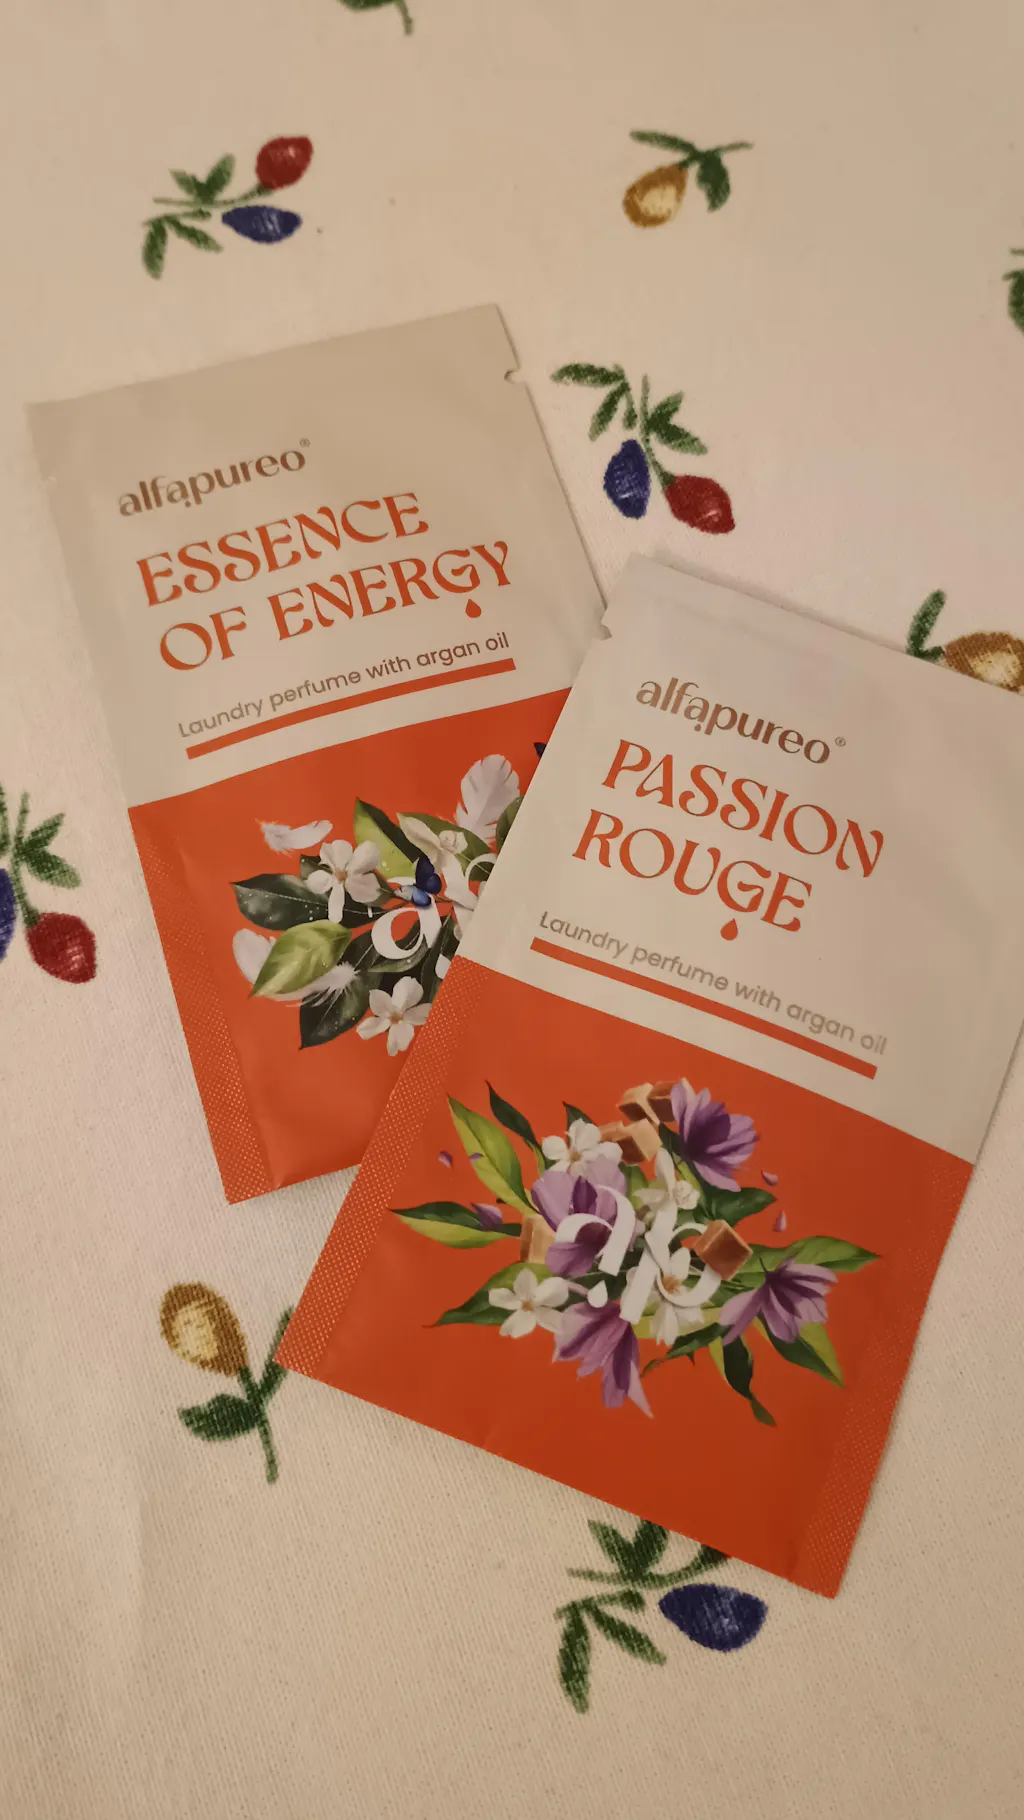 alfapureo®
ESSENCE
OF ENERGY
Laundry perfume with argan oil
alfapureo®
PASSION
ROUGE
Laundry perfume with argan oil